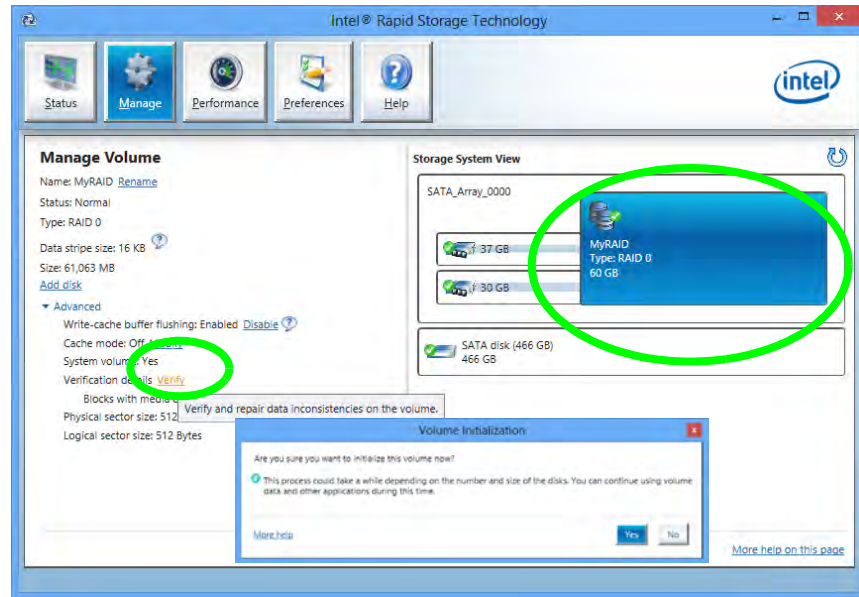 Intel® Rapid Storage Technology
Status
Manage
Performance
Preferences
Help
intel
Manage Volume
Name: MyRAID Rename
Status: Normal
Type: RAID 0
Data stripe size: 16 KB
Size: 61,063 MB
Add disk
Advanced
Write-cache buffer flushing: Enabled Disable
Cache mode: Off
System volume: Yes
Verification details Verify
Blocks with media
Verify and repair data inconsistencies on the volume.
Physical sector size: 512
Logical sector size: 512 Bytes
Storage System View
SATA_Array_0000
37 GB
30 GB
MyRAID
Type: RAID 0
60 GB
SATA disk (466 GB)
466 GB
Volume Initialization
Are you sure you want to initialize this volume now?
This process could take a while depending on the number and size of the disks. You can continue using volume
data and other applications during this time.
More help
Yes
No
More help on this page